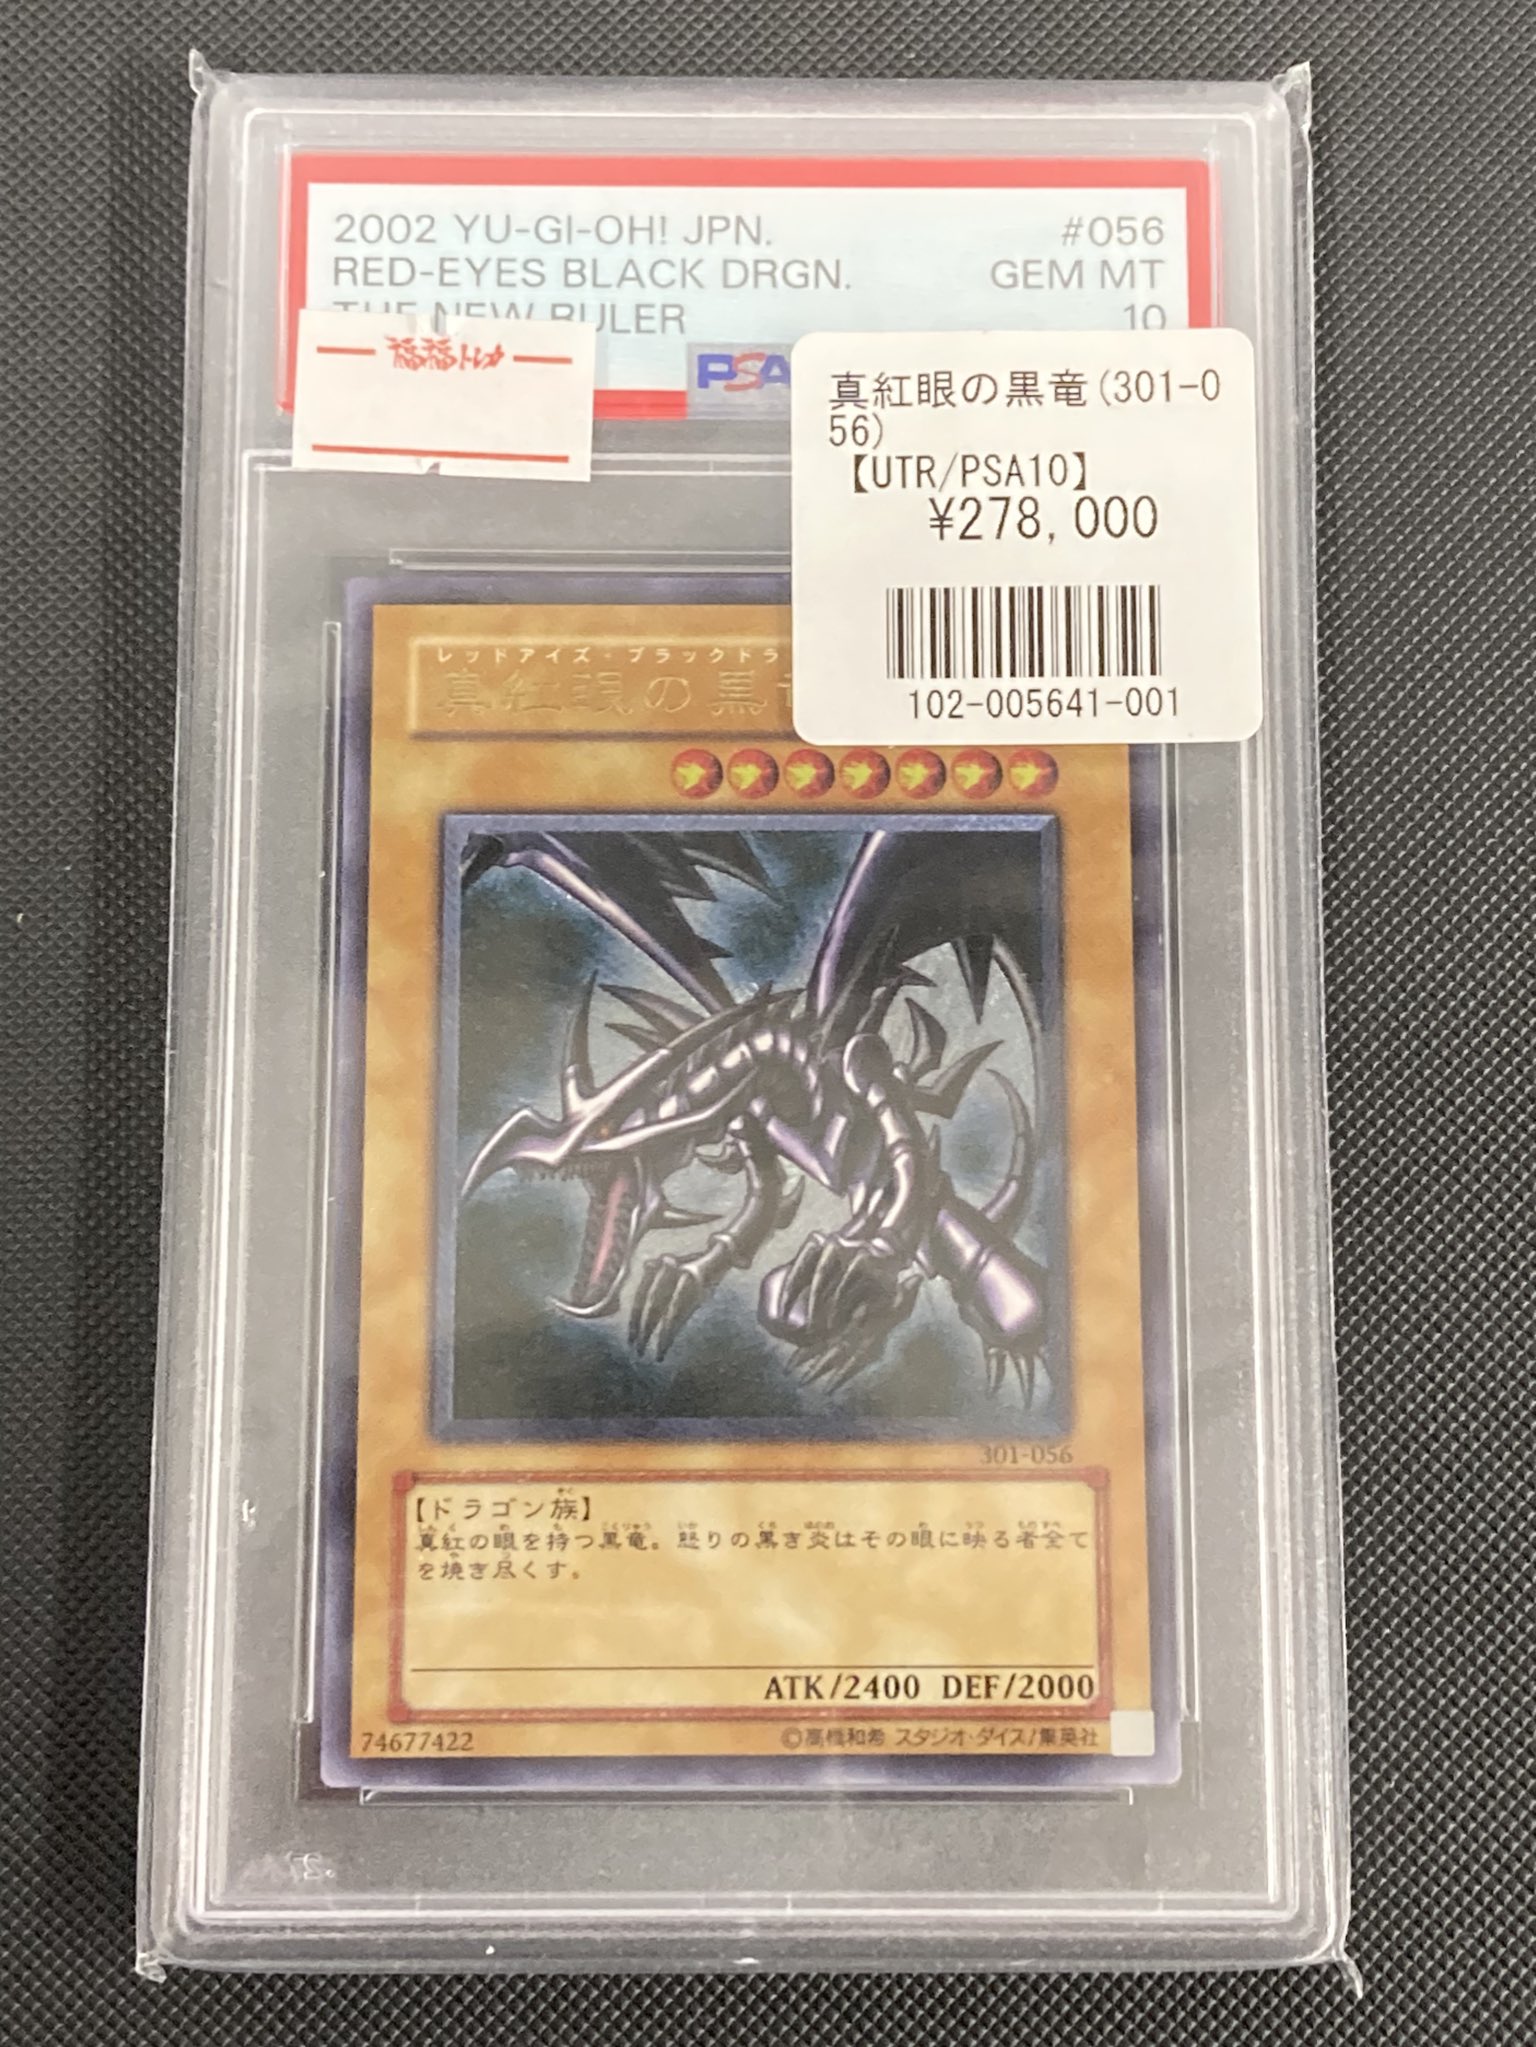 2002 YU-GI-OH! JPN. #056
RED-EYES BLACK DRGN. GEM MT
THE NEW RULER 10
PSA
福福トレカ
真紅眼の黒竜(301-0
56)
【UTR/PSA10】
¥278,000
102-005641-001
レッドアイズ・ブラックドラ
真紅眼の黒
301-056
【ドラゴン族】
真紅の眼を持つ黒竜。怒りの黒き炎はその眼に映る者全て
を焼き尽くす。
ATK/2400 DEF/2000
74677422 ©高橋和希 スタジオ・ダイス/集英社